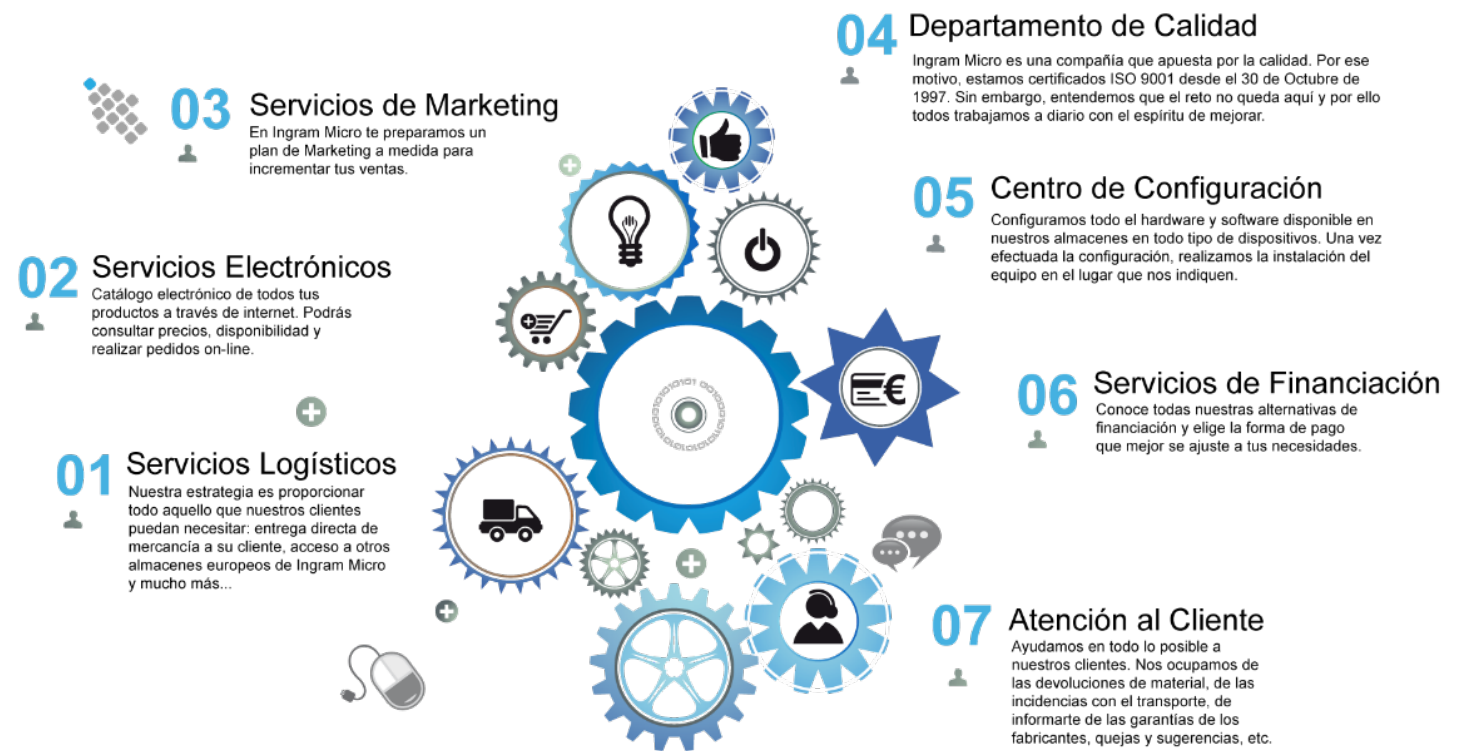 01
Servicios Logísticos
Nuestra estrategia es proporcionar
todo aquello que nuestros clientes
puedan necesitar: entrega directa de
mercancía a su cliente, acceso a otros
almacenes europeos de Ingram Micro
y mucho más...
02
Servicios Electrónicos
Catálogo electrónico de todos tus
productos a través de internet. Podrás
consultar precios, disponibilidad y
realizar pedidos on-line.
03
Servicios de Marketing
En Ingram Micro te preparamos un
plan de Marketing a medida para
incrementar tus ventas.
04
Departamento de Calidad
Ingram Micro es una compañía que apuesta por la calidad. Por ese
motivo, estamos certificados ISO 9001 desde el 30 de Octubre de
1997. Sin embargo, entendemos que el reto no queda aquí y por ello
todos trabajamos a diario con el espíritu de mejorar.
05
Centro de Configuración
Configuramos todo el hardware y software disponible en
nuestros almacenes en todo tipo de dispositivos. Una vez
efectuada la configuración, realizamos la instalación del
equipo en el lugar que nos indiquen.
06
Servicios de Financiación
Conoce todas nuestras alternativas de
financiación y elige la forma de pago
que mejor se ajuste a tus necesidades.
07
Atención al Cliente
Ayudamos en todo lo posible a
nuestros clientes. Nos ocupamos de
las devoluciones de material, de las
incidencias con el transporte, de
informarte de las garantías de los
fabricantes, quejas y sugerencias, etc.